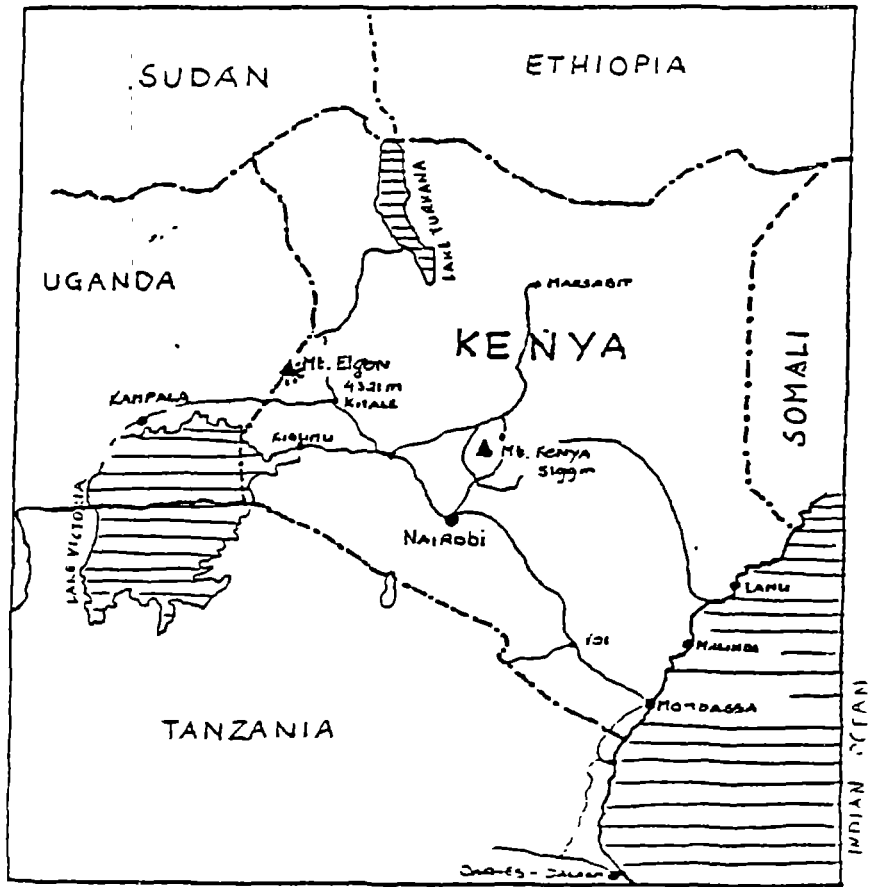 SUDAN
ETHIOPIA
LAKE TURKANA
UGANDA
MARSABIT
KENYA
SOMALI
Mt. Elgon
4321m
KITALE
KAMPALA
KISUMU
Mt. KENYA
5199m
LAKE VICTORIA
NAIROBI
LAMU
MALINDA
MOMBASSA
TANZANIA
INDIAN OCEAN